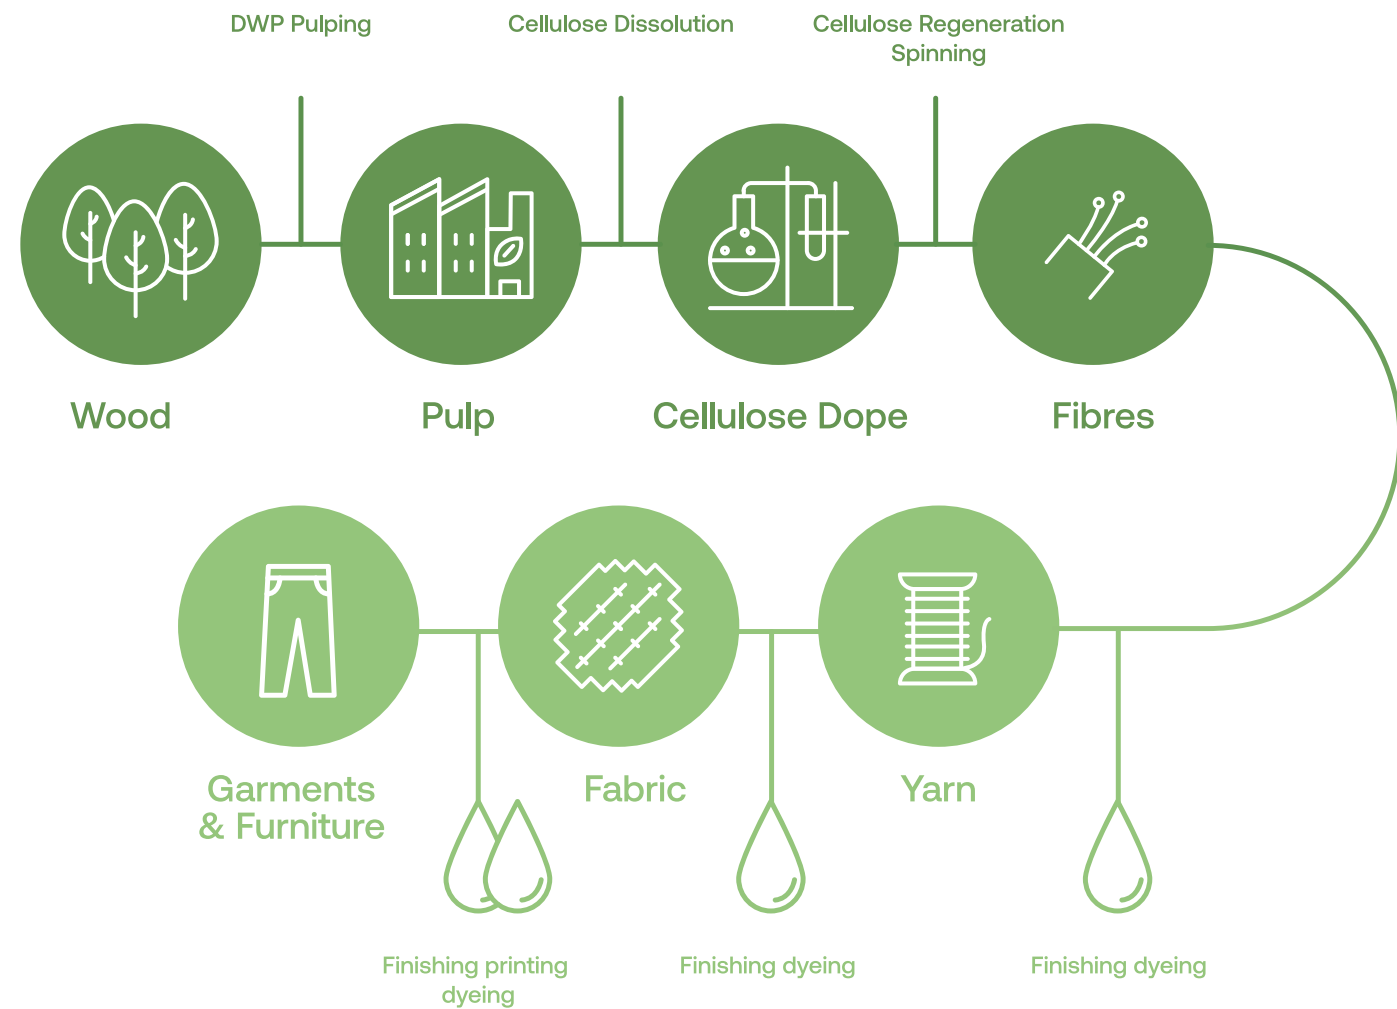 DWP Pulping
Cellulose Dissolution
Cellulose Regeneration
Spinning
Wood
Pulp
Cellulose Dope
Fibres
Garments
& Furniture
Fabric
Yarn
Finishing printing
dyeing
Finishing dyeing
Finishing dyeing